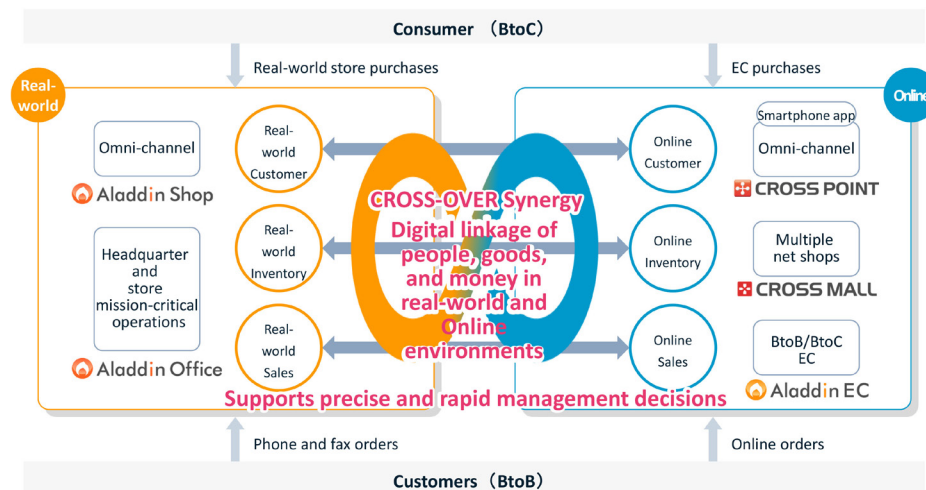 Consumer （BtoC）
Real-world store purchases
EC purchases
Real-
world
Online
Omni-channel
Aladdin Shop
Headquarter
and
store
mission-critical
operations
Aladdin Office
Real-
world
Customer
Real-
world
Inventory
Real-
world
Sales
CROSS-OVER Synergy
Digital linkage of
people, goods,
and money in
real-world and
Online
environments
Supports precise and rapid management decisions
Online
Customer
Online
Inventory
Online
Sales
Smartphone app
Omni-channel
CROSS POINT
Multiple
net shops
CROSS MALL
BtoB/BtoC
EC
Aladdin EC
Phone and fax orders
Online orders
Customers （BtoB）